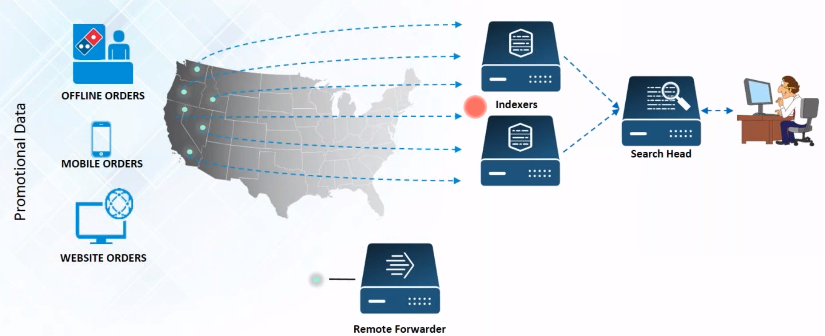 Promotional Data
OFFLINE ORDERS
MOBILE ORDERS
WEBSITE ORDERS
Indexers
Search Head
Remote Forwarder